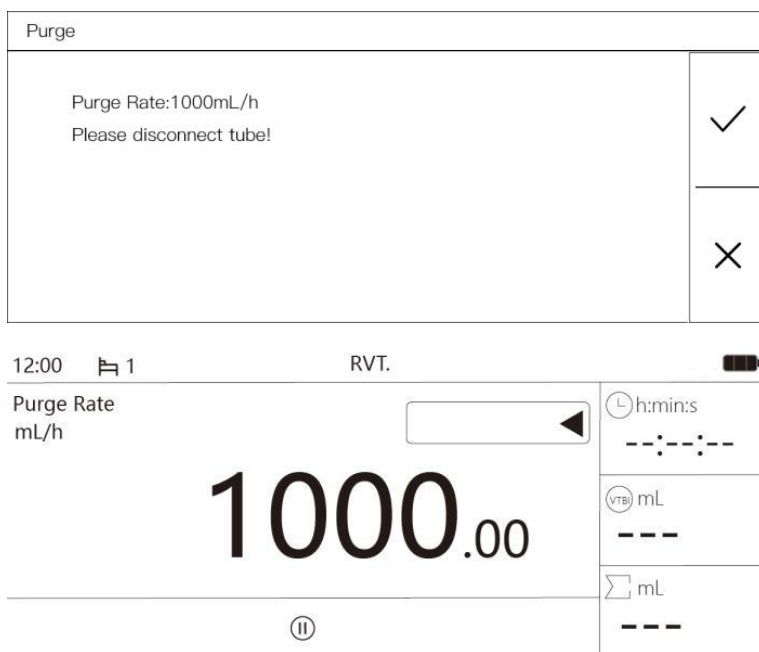 Purge
Purge Rate:1000mL/h
Please disconnect tube!
12:00 1 RVT.
Purge Rate
mL/h
1000.00
h:min:s
--:--:--
VTBI mL
---
∑ mL
---